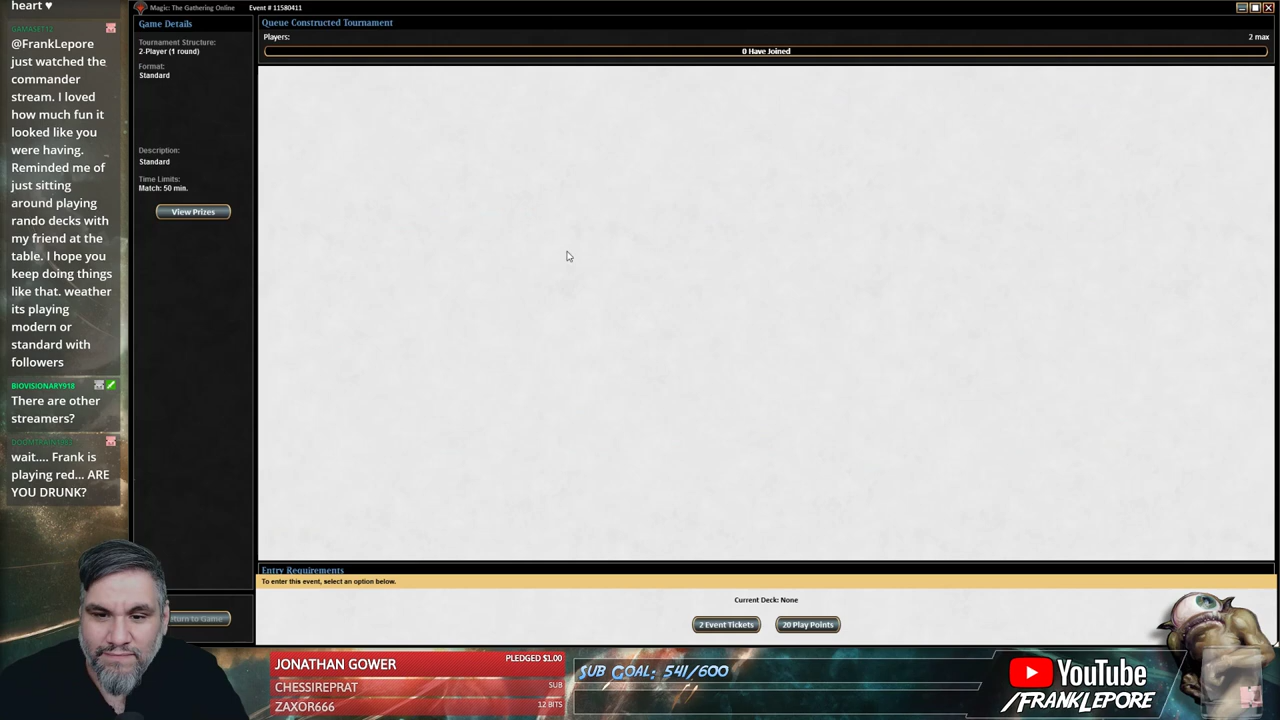 heart ♥
GAMASET12
@FrankLepore
just watched the
commander
stream. I loved
how much fun it
looked like you
were having.
Reminded me of
just sitting
around playing
rando decks with
my friend at the
table. I hope you
keep doing things
like that. weather
its playing
modern or
standard with
followers
BIOVISIONARY918
There are other
streamers?
wait.... Frank is
playing red... ARE
YOU DRUNK?
Magic: The Gathering Online Event # 11580411
Game Details
Tournament Structure:
2-Player (1 round)
Format:
Standard
Description:
Standard
Time Limits:
Match: 50 min.
View Prizes
Return to Game
Queue Constructed Tournament
Players: 2 max
0 Have Joined
Entry Requirements
To enter this event, select an option below.
Current Deck: None
2 Event Tickets 20 Play Points
JONATHAN GOWER PLEDGED $1.00
CHESSIREPRAT SUB
ZAXOR666 12 BITS
SUB GOAL: 541/600
YouTube
/FRANKLEPORE